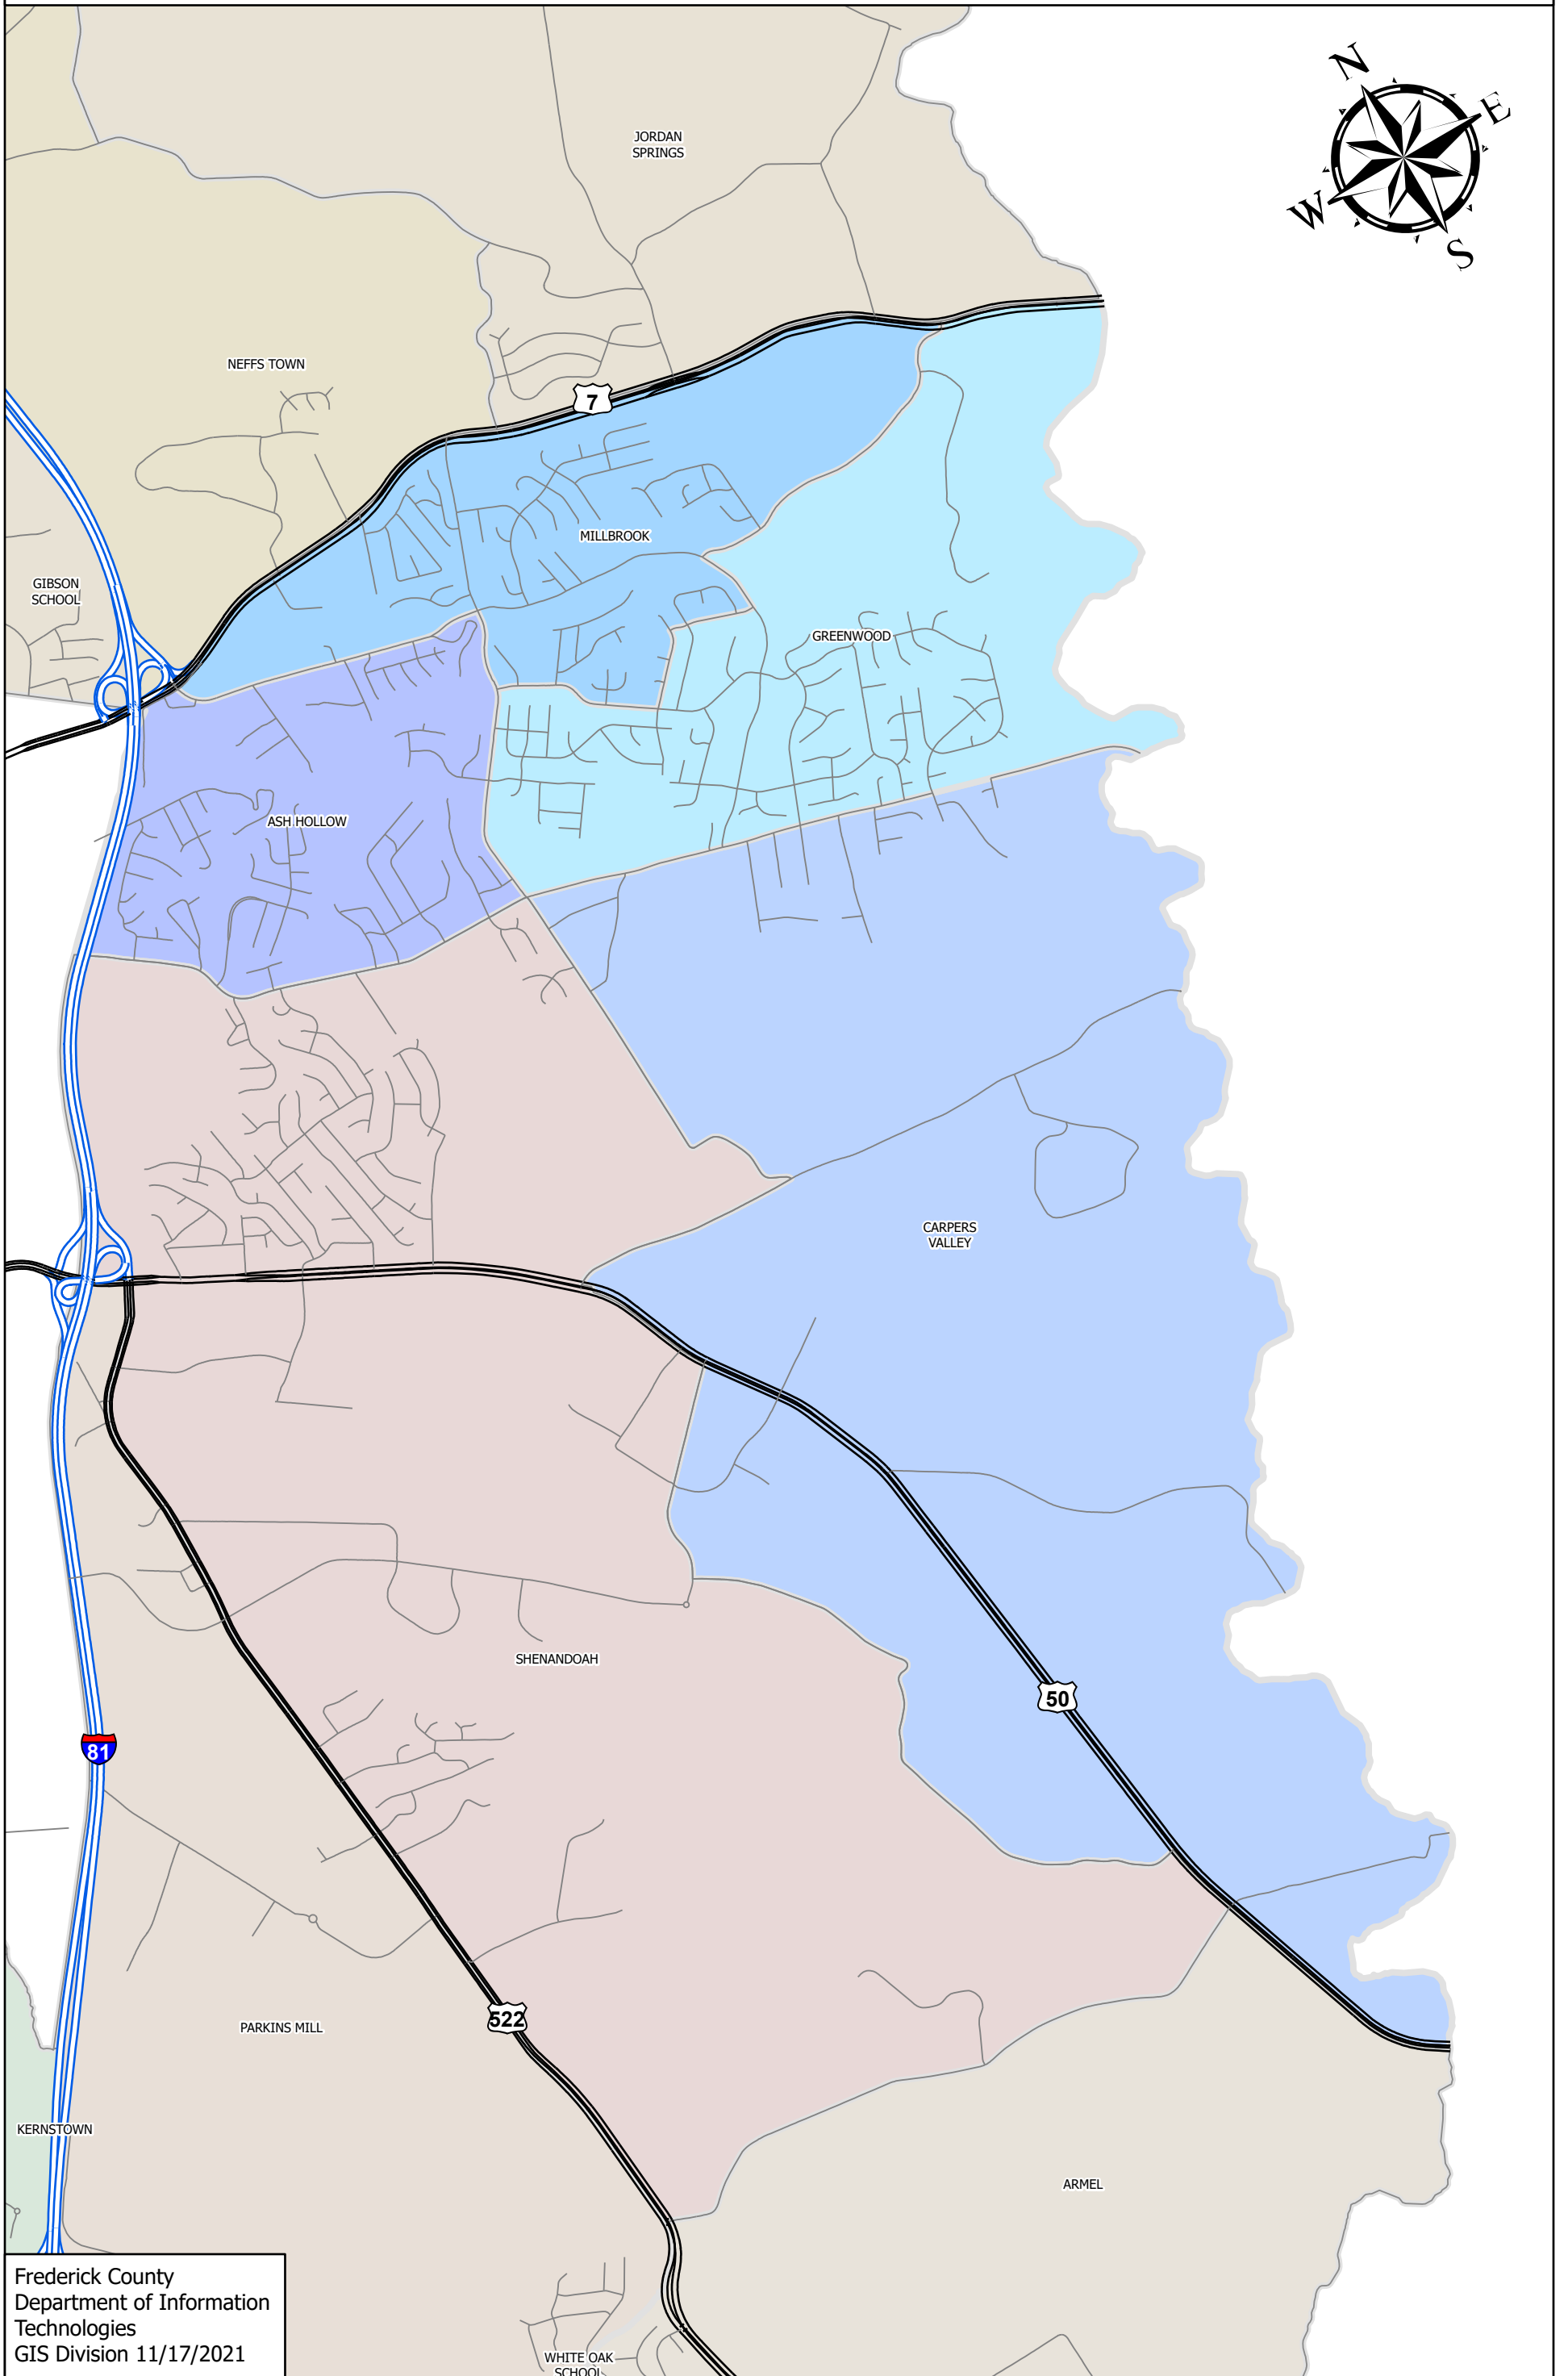 N
E
W
S
JORDAN
SPRINGS
NEFFS TOWN
7
MILLBROOK
GIBSON
SCHOOL
GREENWOOD
ASH HOLLOW
CARPERS
VALLEY
SHENANDOAH
50
81
522
PARKINS MILL
KERNSTOWN
ARMEL
Frederick County
Department of Information
Technologies
GIS Division 11/17/2021
WHITE OAK
SCHOOL